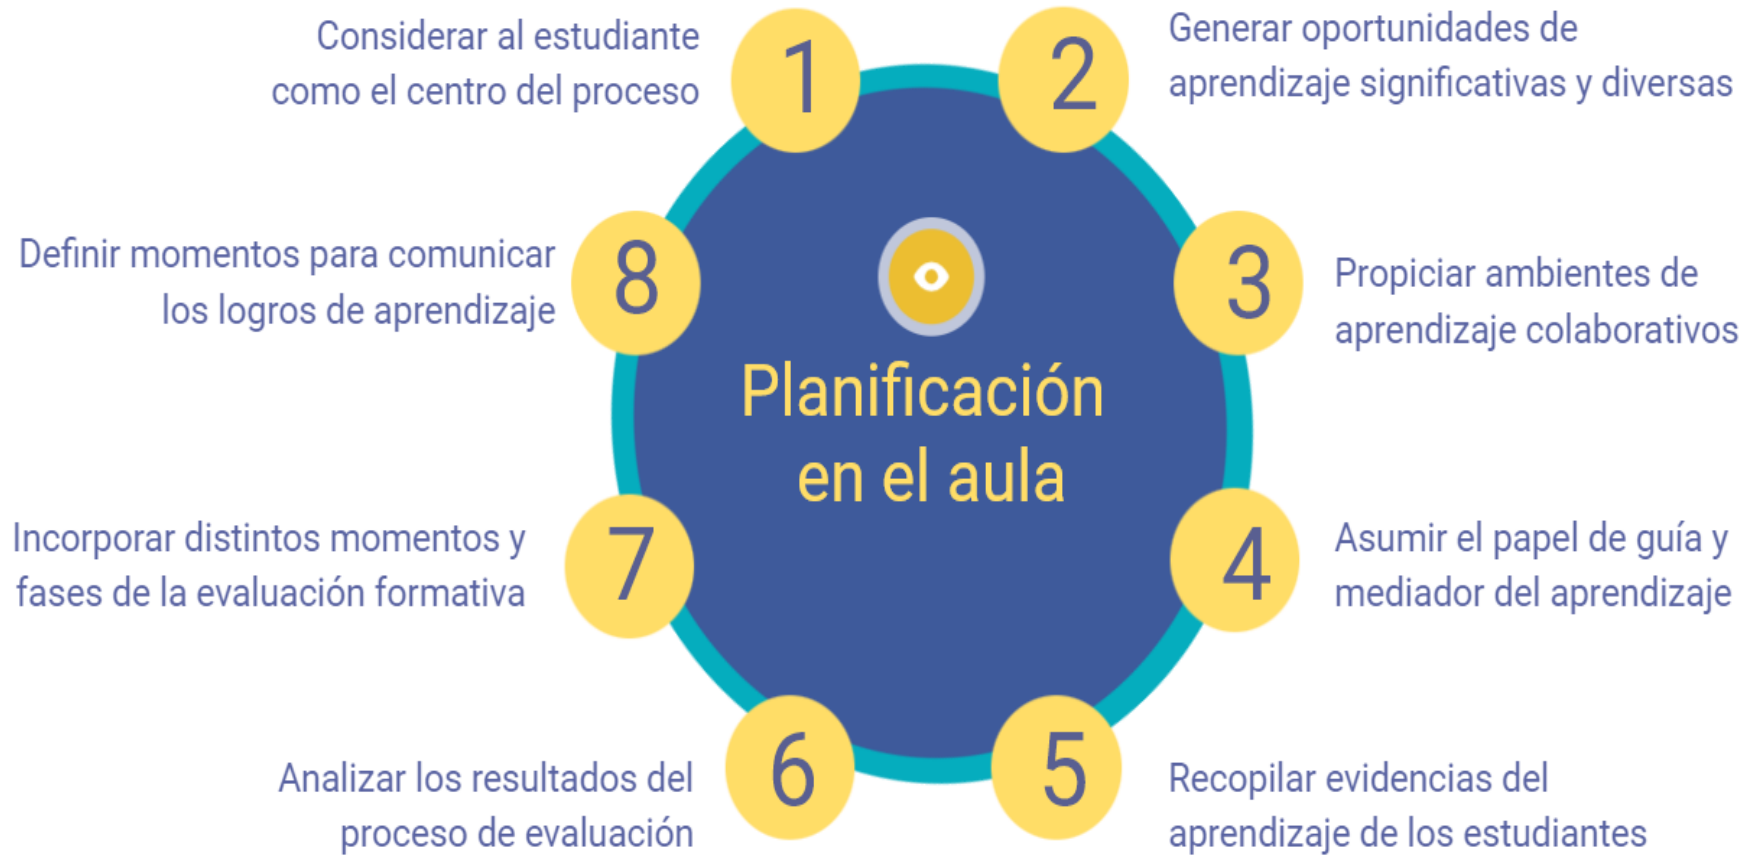 1
Considerar al estudiante
como el centro del proceso
2
Generar oportunidades de
aprendizaje significativas y diversas
3
Propiciar ambientes de
aprendizaje colaborativos
4
Asumir el papel de guía y
mediador del aprendizaje
5
Recopilar evidencias del
aprendizaje de los estudiantes
6
Analizar los resultados del
proceso de evaluación
7
Incorporar distintos momentos y
fases de la evaluación formativa
8
Definir momentos para comunicar
los logros de aprendizaje
Planificación
en el aula